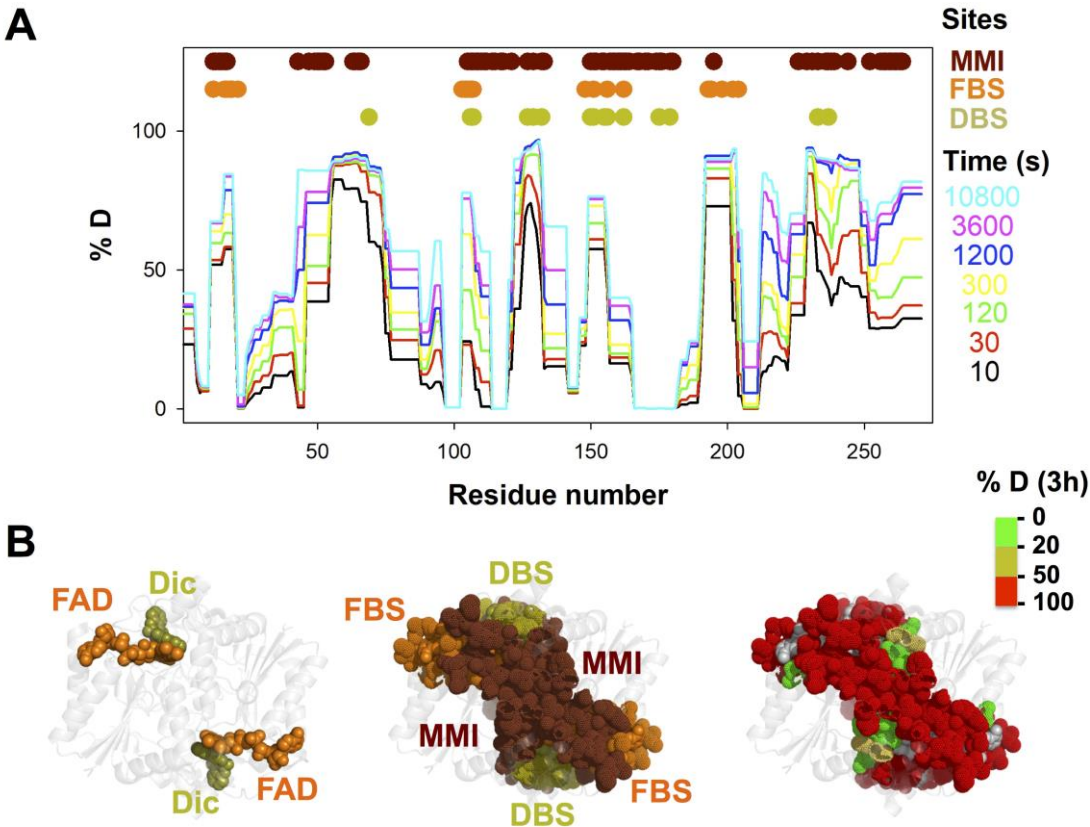 A
Sites
MMI
FBS
DBS
Time (s)
10800
3600
1200
300
120
30
10
% D
100
50
0
50
100
150
200
250
Residue number
% D (3h)
0
20
50
100
B
Dic
FAD
Dic
FAD
DBS
FBS
MMI
MMI
FBS
DBS